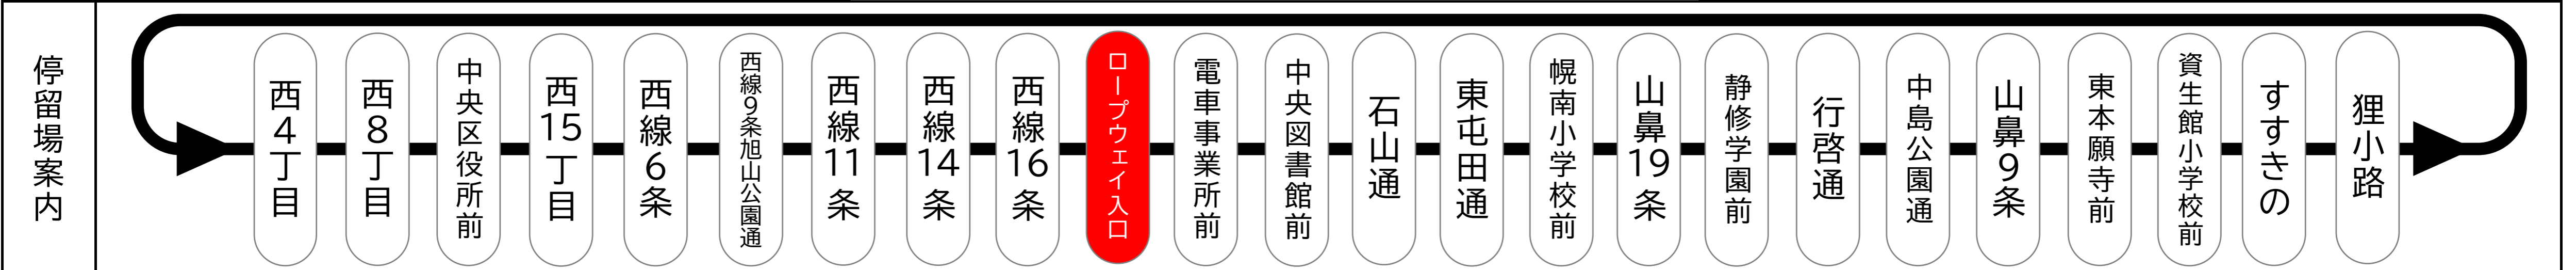 停留場案内
西4丁目
西8丁目
中央区役所前
西15丁目
西線6条
西線9条旭山公園通
西線11条
西線14条
西線16条
ロープウェイ入口
電車事業所前
中央図書館前
石山通
東屯田通
幌南小学校前
山鼻19条
静修学園前
行啓通
中島公園通
山鼻9条
東本願寺前
資生館小学校前
すすきの
狸小路